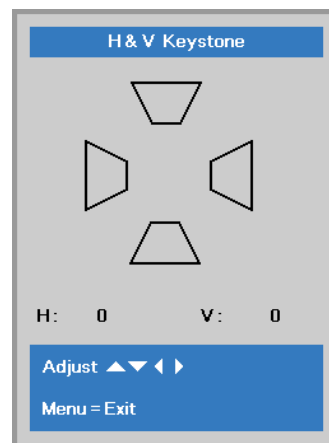 H & V Keystone
H: 0 V: 0
Adjust ▲▼◀▶
Menu = Exit